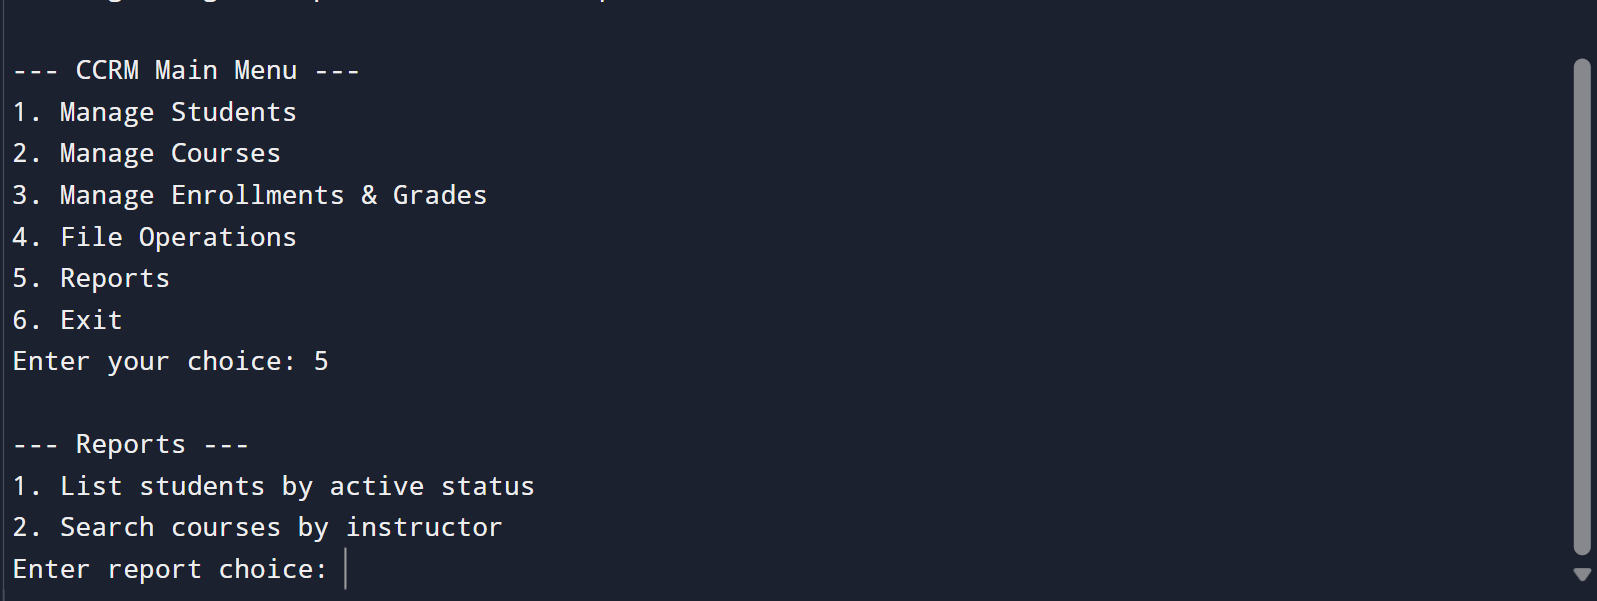 --- CCRM Main Menu ---
1. Manage Students
2. Manage Courses
3. Manage Enrollments & Grades
4. File Operations
5. Reports
6. Exit
Enter your choice: 5
--- Reports ---
1. List students by active status
2. Search courses by instructor
Enter report choice: